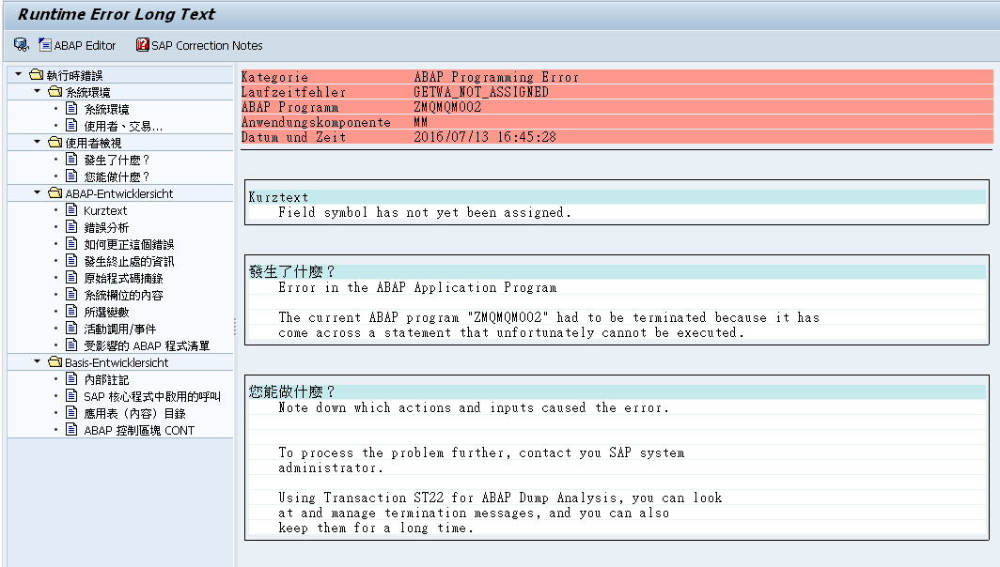 Runtime Error Long Text
ABAP Editor SAP Correction Notes
執行時錯誤
系統環境
系統環境
使用者、交易...
使用者檢視
發生了什麼？
您能做什麼？
ABAP-Entwicklersicht
Kurztext
錯誤分析
如何更正這個錯誤
發生終止處的資訊
原始程式碼摘錄
系統欄位的內容
所選變數
活動調用/事件
受影響的 ABAP 程式清單
Basis-Entwicklersicht
內部註記
SAP 核心程式中啟用的呼叫
應用表（內容）目錄
ABAP 控制區塊 CONT
Kategorie ABAP Programming Error
Laufzeitfehler GETWA_NOT_ASSIGNED
ABAP Programm ZMQMQM002
Anwendungskomponente MM
Datum und Zeit 2016/07/13 16:45:28
Kurztext
Field symbol has not yet been assigned.
發生了什麼？
Error in the ABAP Application Program
The current ABAP program "ZMQMQM002" had to be terminated because it has
come across a statement that unfortunately cannot be executed.
您能做什麼？
Note down which actions and inputs caused the error.
To process the problem further, contact you SAP system
administrator.
Using Transaction ST22 for ABAP Dump Analysis, you can look
at and manage termination messages, and you can also
keep them for a long time.